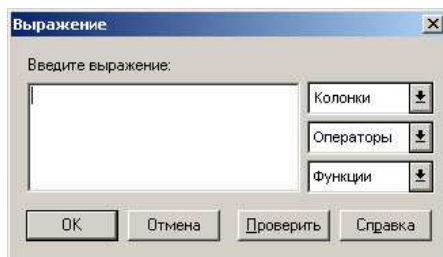 Выражение
Введите выражение:
Колонки
Операторы
Функции
OK
Отмена
Проверить
Справка